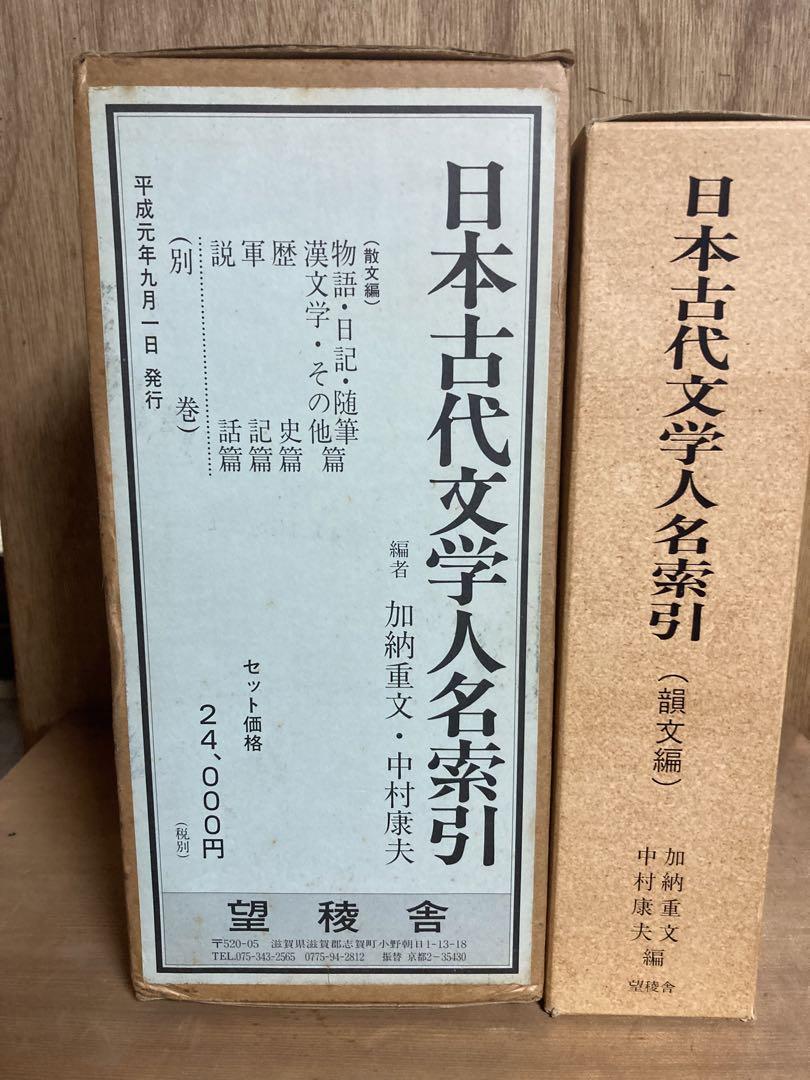 日本古代文学人名索引
(散文編)
物語・日記・随筆篇
漢文学・その他篇
歴史篇
軍記篇
説話篇
(別巻)
平成元年九月一日 発行
編者 加納重文・中村康夫
セット価格
24、000円
(税別)
望稜舎
〒520-05 滋賀県滋賀郡志賀町小野朝日1-13-18
TEL.075-343-2565 0775-94-2812 振替 京都2-35430
日本古代文学人名索引
(韻文編)
加納重文
中村康夫編
望稜舎